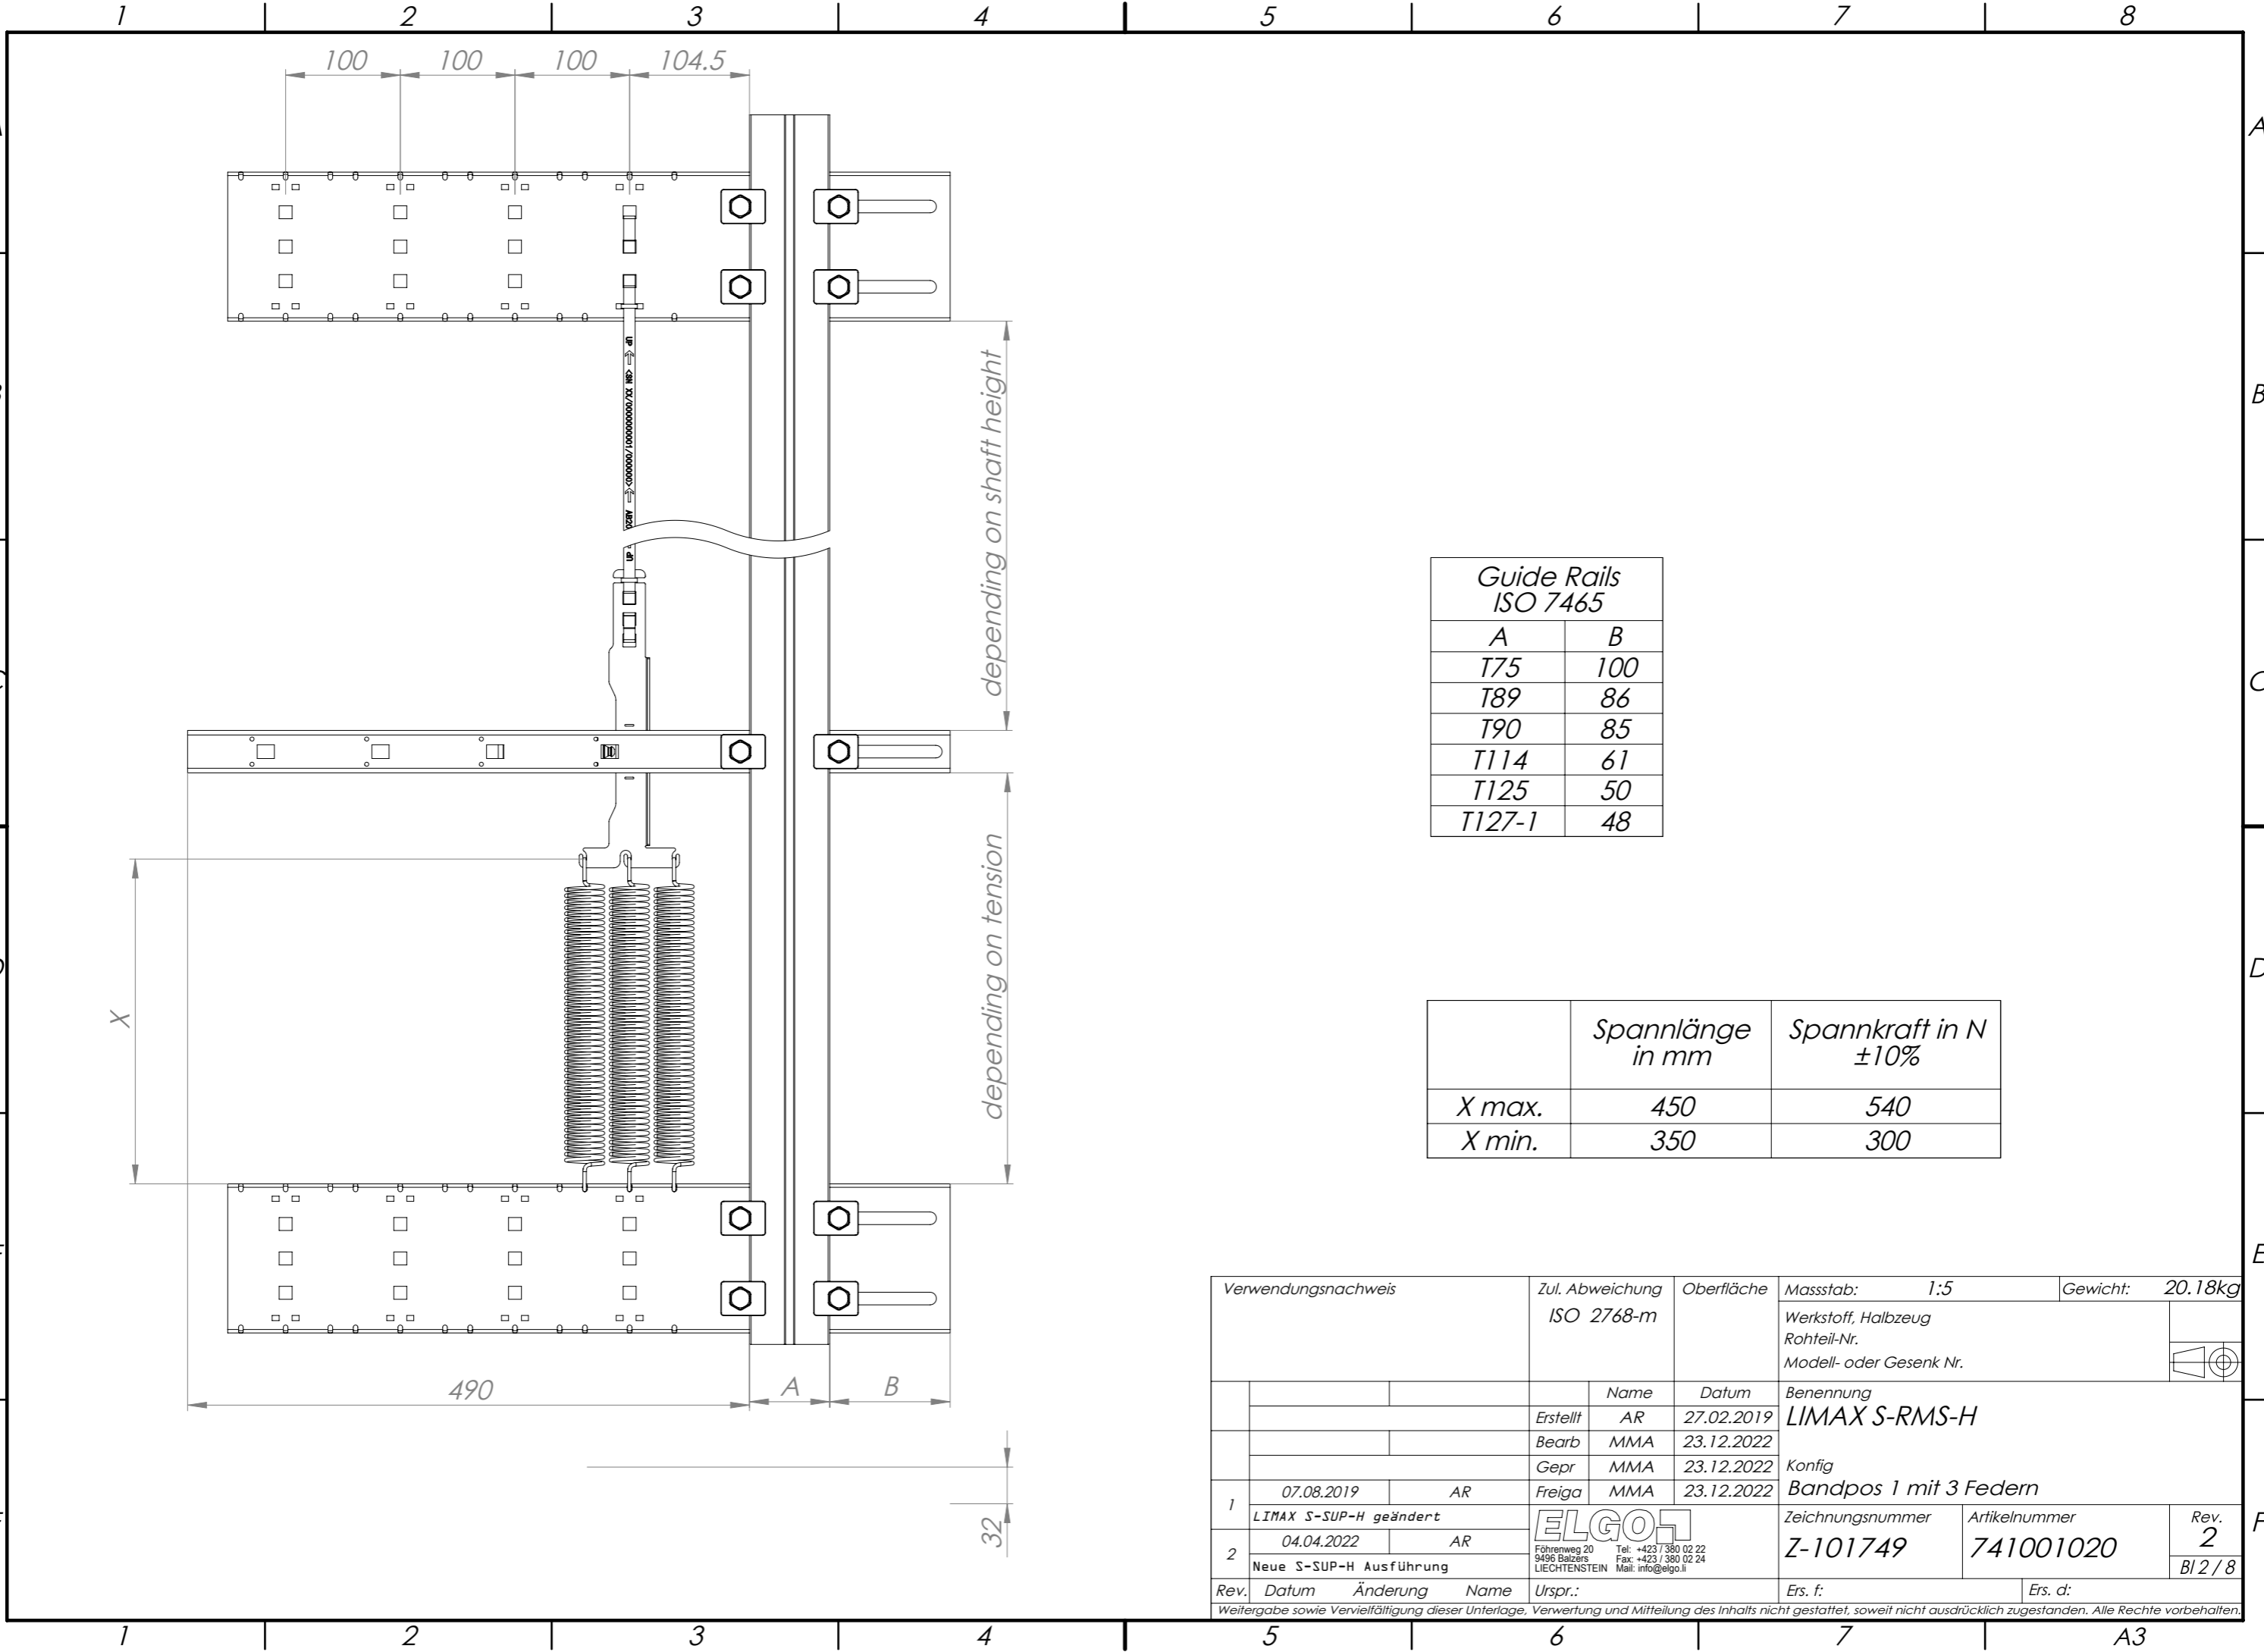 1 2 3 4 5 6 7 8
100 100 100 104.5
A
A
B
B
C
C
D
D
E
E
F
F
UP <SN XX/0000000001/000000> AB20
UP
depending on shaft height
depending on tension
X
490 A B
32
Guide Rails
ISO 7465
A B
T75 100
T89 86
T90 85
T114 61
T125 50
T127-1 48
Spannlänge
in mm
Spannkraft in N
±10%
X max. 450 540
X min. 350 300
Verwendungsnachweis
Zul. Abweichung
ISO 2768-m
Oberfläche
Massstab: 1:5 Gewicht: 20.18kg
Werkstoff, Halbzeug
Rohteil-Nr.
Modell- oder Gesenk Nr.
Name Datum
Erstellt AR 27.02.2019
Bearb MMA 23.12.2022
Gepr MMA 23.12.2022
Freiga MMA 23.12.2022
Benennung
LIMAX S-RMS-H
Konfig
Bandpos 1 mit 3 Federn
1 07.08.2019 AR
LIMAX S-SUP-H geändert
2 04.04.2022 AR
Neue S-SUP-H Ausführung
Rev. Datum Änderung Name
ELGO
Föhrenweg 20 Tel: +423 / 380 02 22
9496 Balzers Fax: +423 / 380 02 24
LIECHTENSTEIN Mail: info@elgo.li
Urspr.:
Zeichnungsnummer
Z-101749
Artikelnummer
741001020
Rev.
2
Bl 2 / 8
Ers. f: Ers. d:
Weitergabe sowie Vervielfältigung dieser Unterlage, Verwertung und Mitteilung des Inhalts nicht gestattet, soweit nicht ausdrücklich zugestanden. Alle Rechte vorbehalten.
1 2 3 4 5 6 7 A3